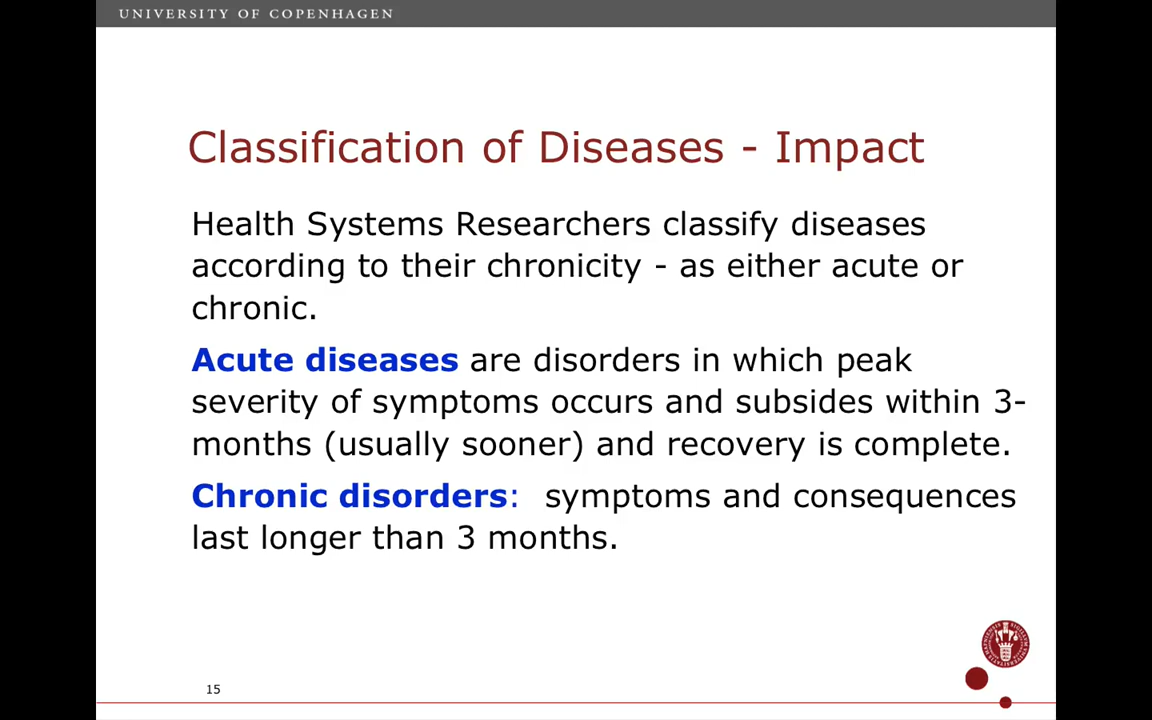 UNIVERSITY OF COPENHAGEN
Classification of Diseases - Impact
Health Systems Researchers classify diseases
according to their chronicity - as either acute or
chronic.
Acute diseases are disorders in which peak
severity of symptoms occurs and subsides within 3-
months (usually sooner) and recovery is complete.
Chronic disorders: symptoms and consequences
last longer than 3 months.
15